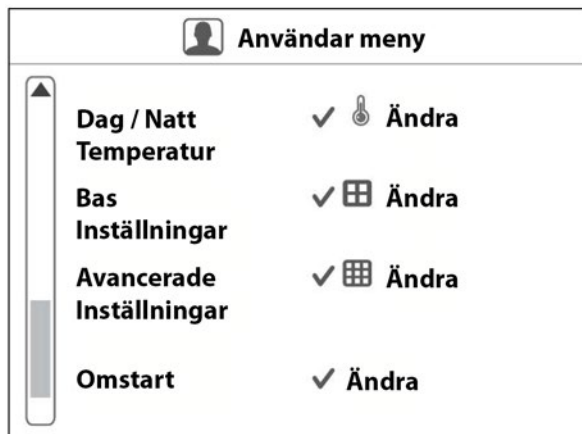 Användar meny
Dag / Natt Temperatur Ändra
Bas Inställningar Ändra
Avancerade Inställningar Ändra
Omstart Ändra